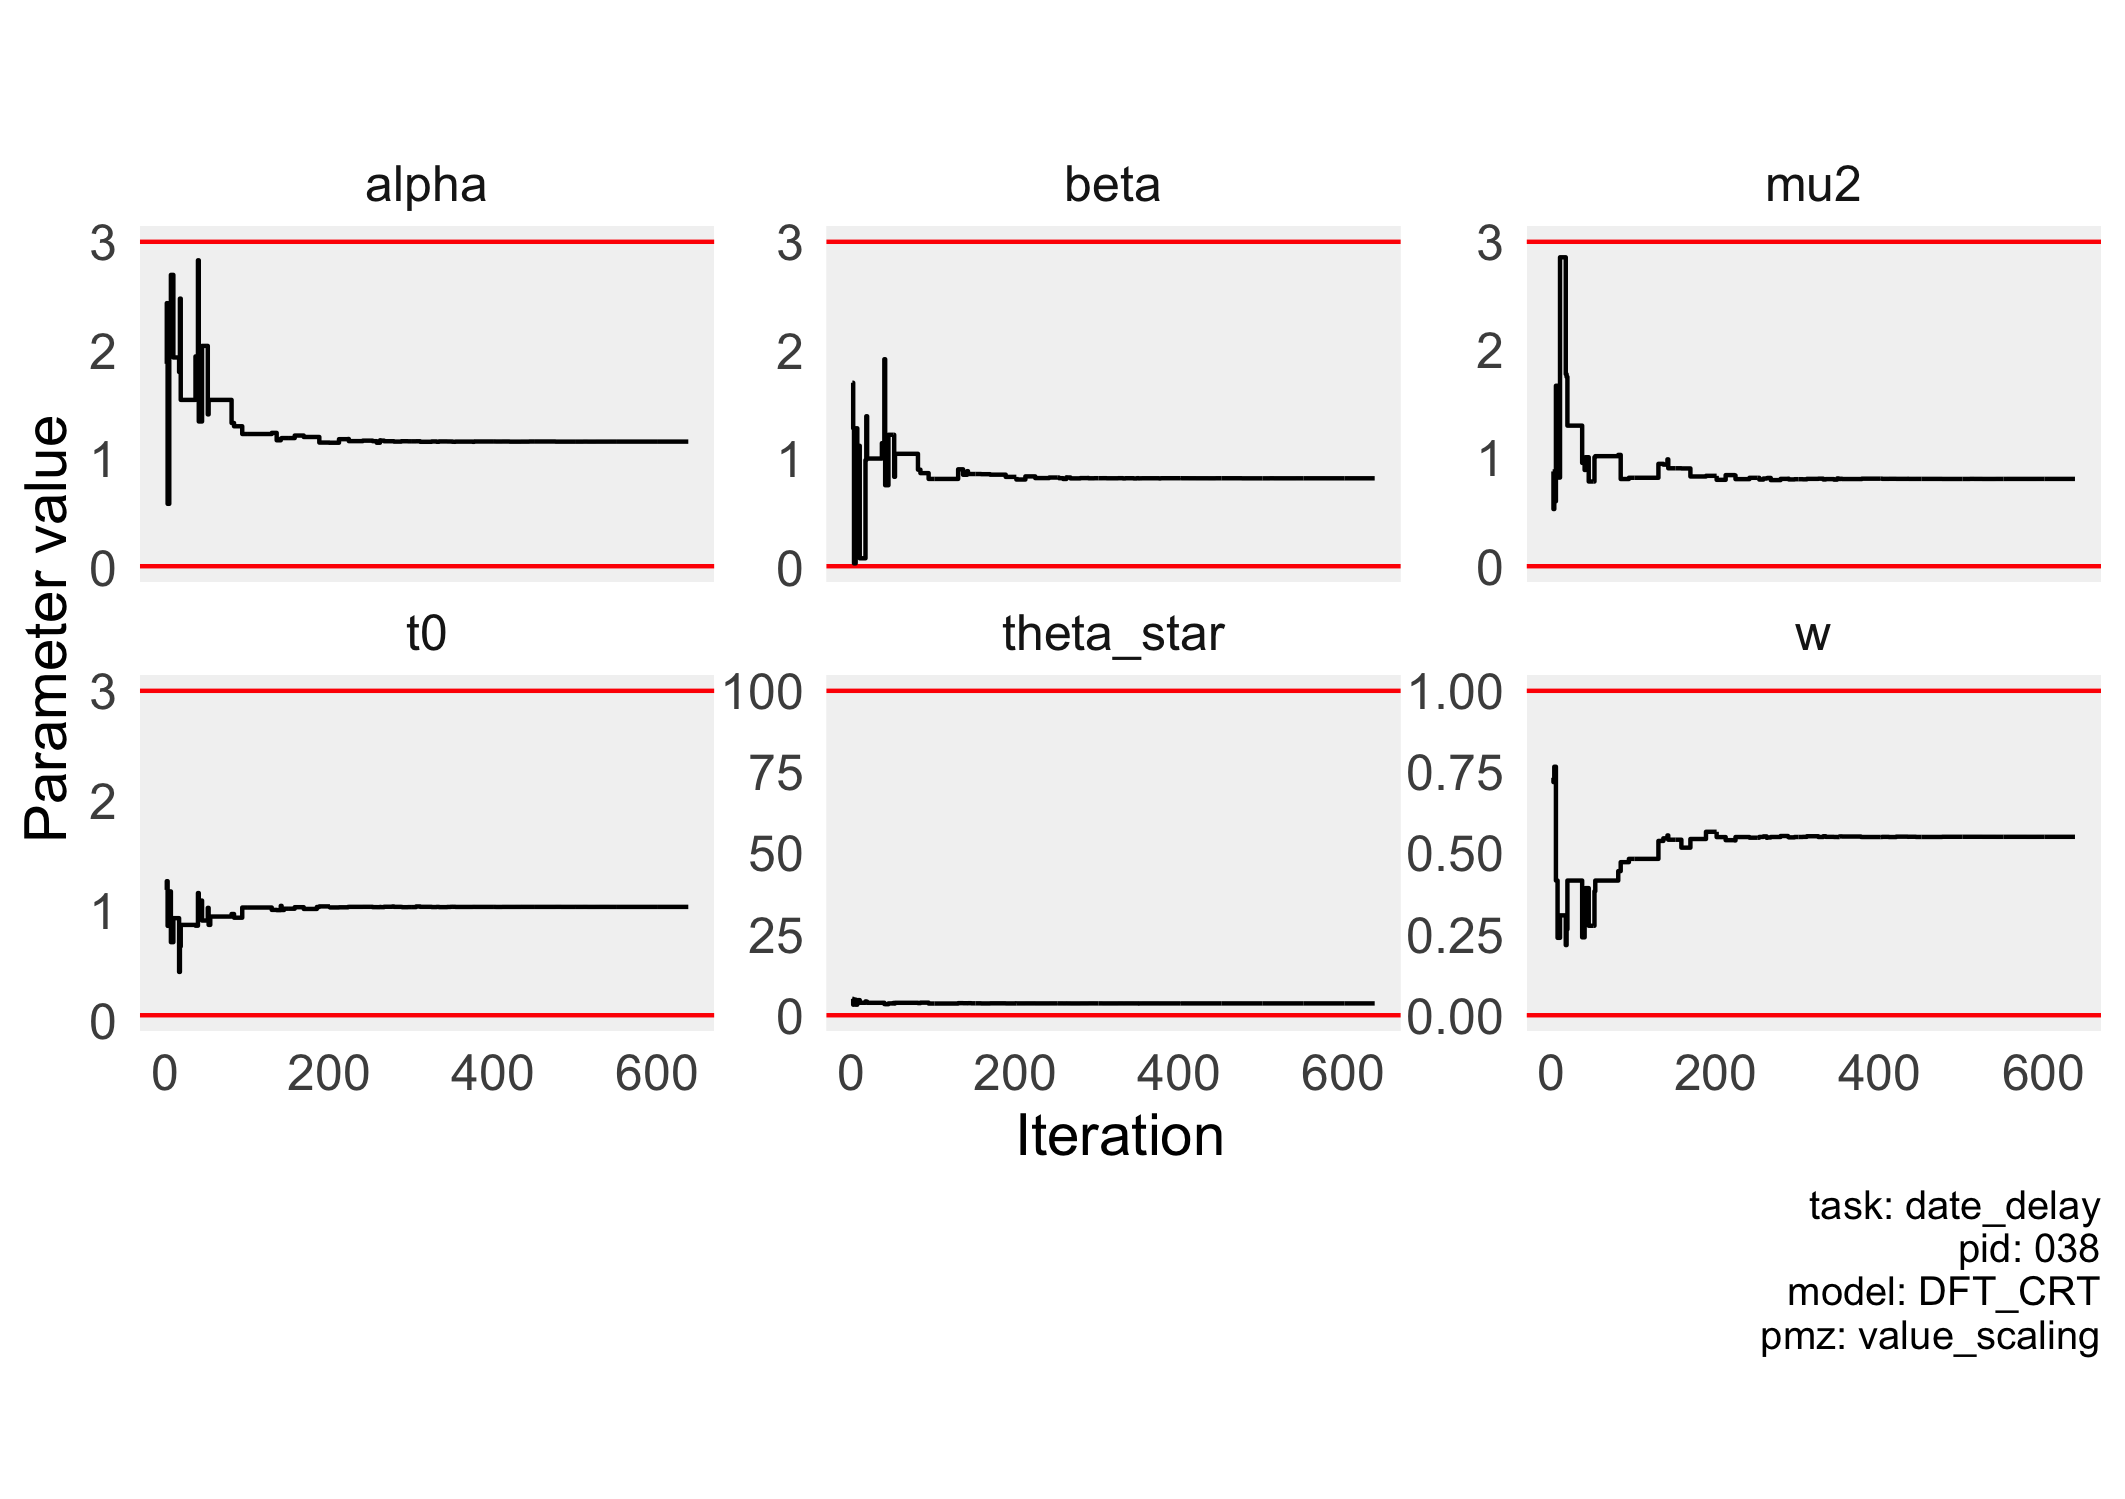 alpha beta mu2
3 3 3
2 2 2
1 1 1
0 0 0
t0 theta_star w
3 100 1.00
2 75 0.75
1 50 0.50
0 25 0.25
0 0.00
0 200 400 600 0 200 400 600 0 200 400 600
Parameter value
Iteration
task: date_delay
pid: 038
model: DFT_CRT
pmz: value_scaling